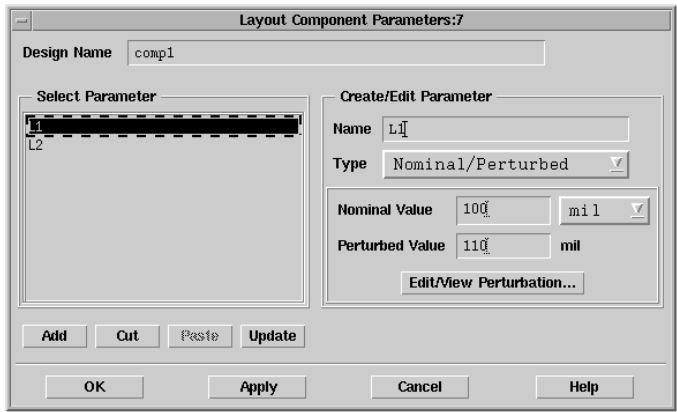 Layout Component Parameters:7
Design Name comp1
Select Parameter
L1
L2
Create/Edit Parameter
Name L1
Type Nominal/Perturbed
Nominal Value 100 mil
Perturbed Value 110 mil
Edit/View Perturbation...
Add Cut Paste Update
OK Apply Cancel Help